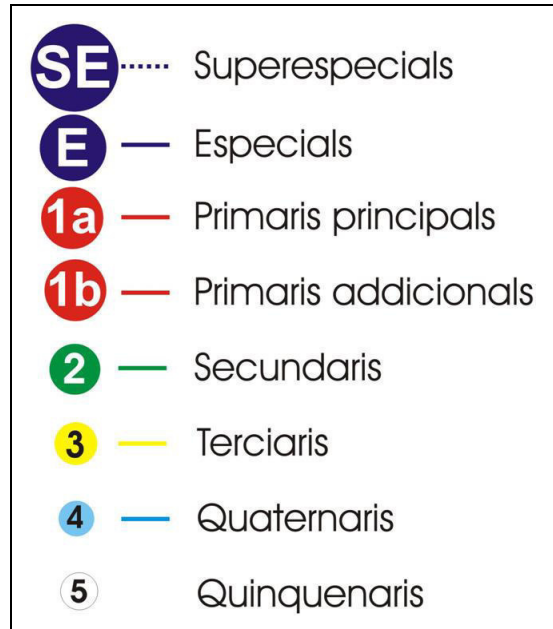 SE Superespecials
E Especials
1a Primaris principals
1b Primaris addicionals
2 Secundaris
3 Terciaris
4 Quaternaris
5 Quinquenaris